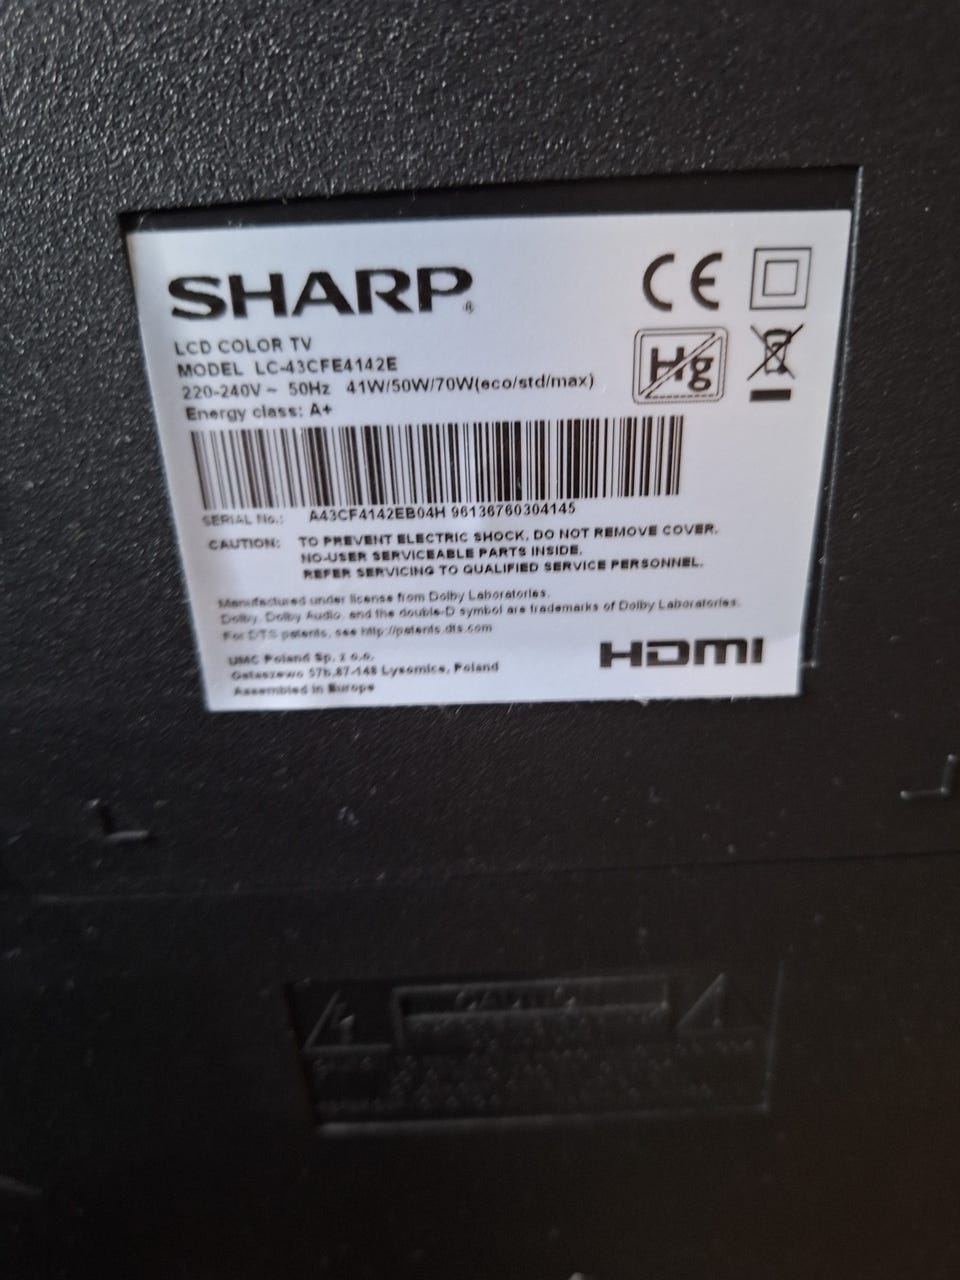 SHARP®
CE
LCD COLOR TV
MODEL LC-43CFE4142E
Hg
220-240V ~ 50Hz 41W/50W/70W(eco/std/max)
Energy class: A+
SERIAL No.: A43CF4142EB04H 96136760304145
CAUTION: TO PREVENT ELECTRIC SHOCK, DO NOT REMOVE COVER.
NO-USER SERVICEABLE PARTS INSIDE.
REFER SERVICING TO QUALIFIED SERVICE PERSONNEL.
Manufactured under license from Dolby Laboratories.
Dolby, Dolby Audio, and the double-D symbol are trademarks of Dolby Laboratories.
For DTS patents, see http://patents.dts.com
HDMI
UMC Poland Sp. z o.o.
Ostaszewo 57b, 87-148 Lysomice, Poland
Assembled in Europe
CAUTION